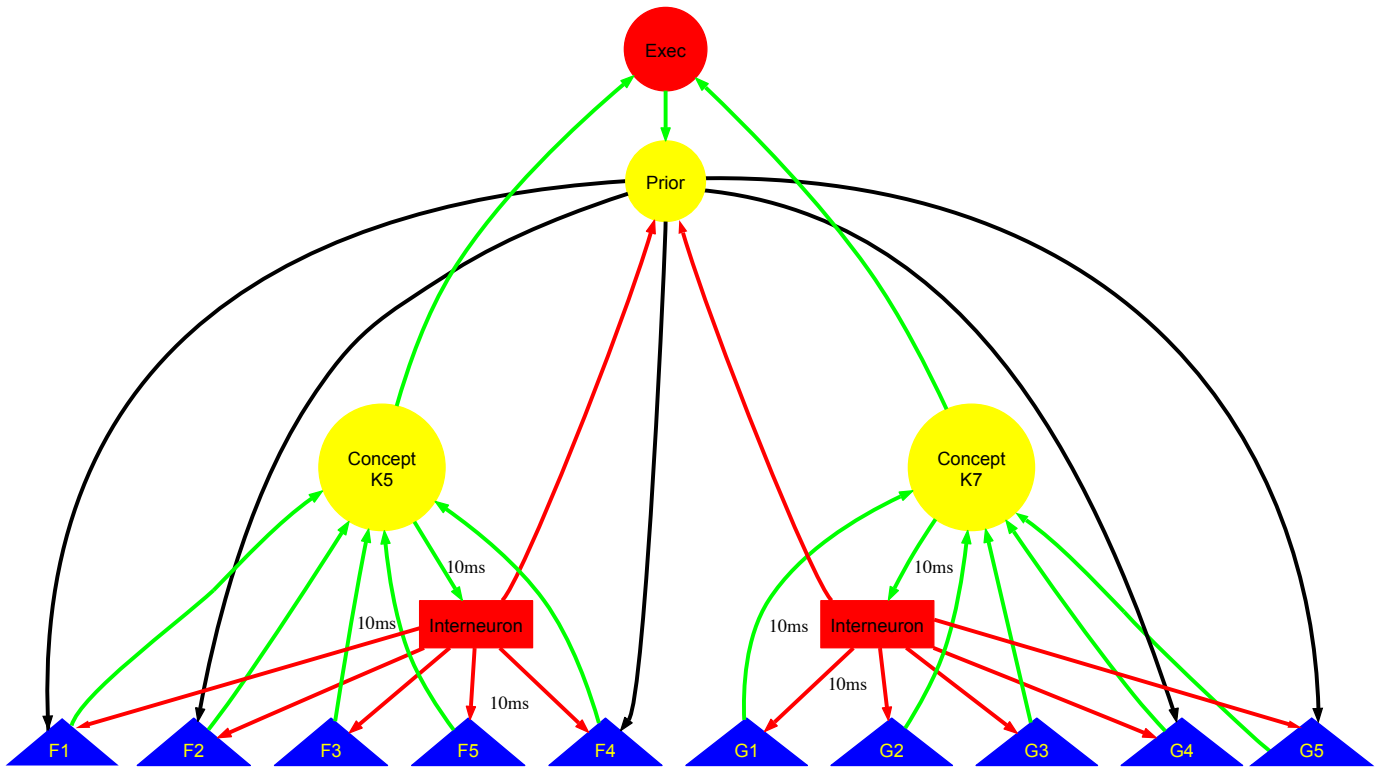 Exec
Prior
Concept
K5
Concept
K7
10ms
10ms
10ms
Interneuron
10ms
Interneuron
10ms
10ms
F1
F2
F3
F5
F4
G1
G2
G3
G4
G5